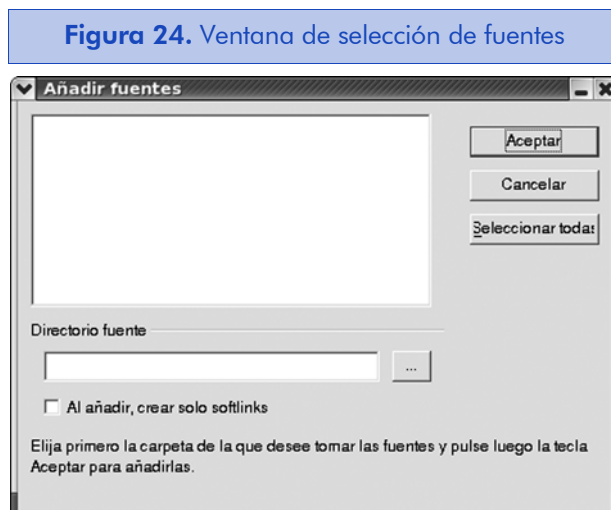 Figura 24. Ventana de selección de fuentes
Añadir fuentes
Aceptar
Cancelar
Seleccionar todas
Directorio fuente
...
Al añadir, crear solo softlinks
Elija primero la carpeta de la que desee tomar las fuentes y pulse luego la tecla
Aceptar para añadirlas.